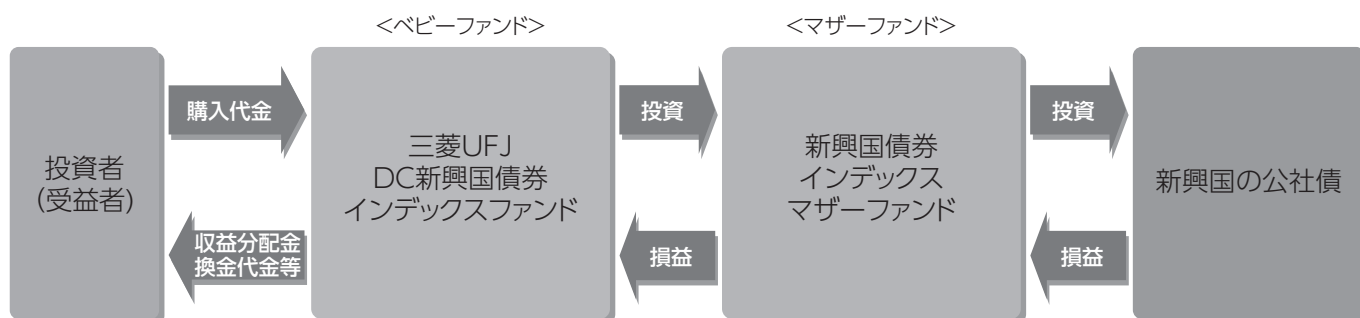 <ベビーファンド>
<マザーファンド>
投資者
(受益者)
購入代金
収益分配金
換金代金等
三菱UFJ
DC新興国債券
インデックスファンド
投資
損益
新興国債券
インデックス
マザーファンド
投資
損益
新興国の公社債